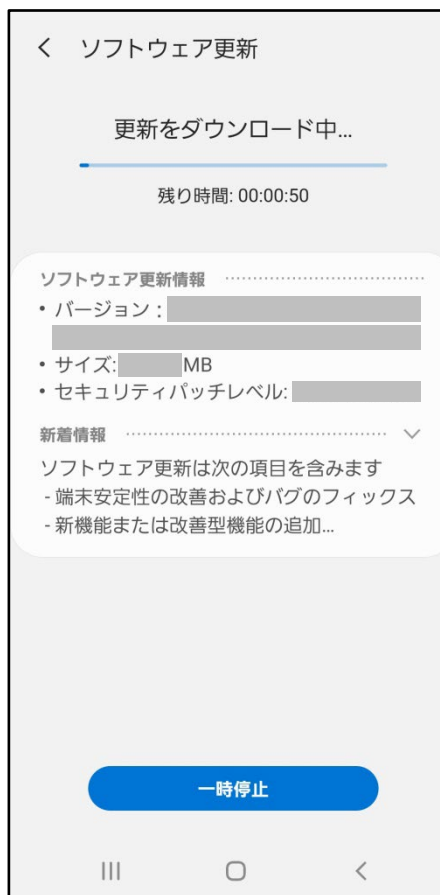 ソフトウェア更新
更新をダウンロード中...
残り時間: 00:00:50
ソフトウェア更新情報
• バージョン :
• サイズ: MB
• セキュリティパッチレベル:
新着情報
ソフトウェア更新は次の項目を含みます
- 端末安定性の改善およびバグのフィックス
- 新機能または改善型機能の追加...
一時停止